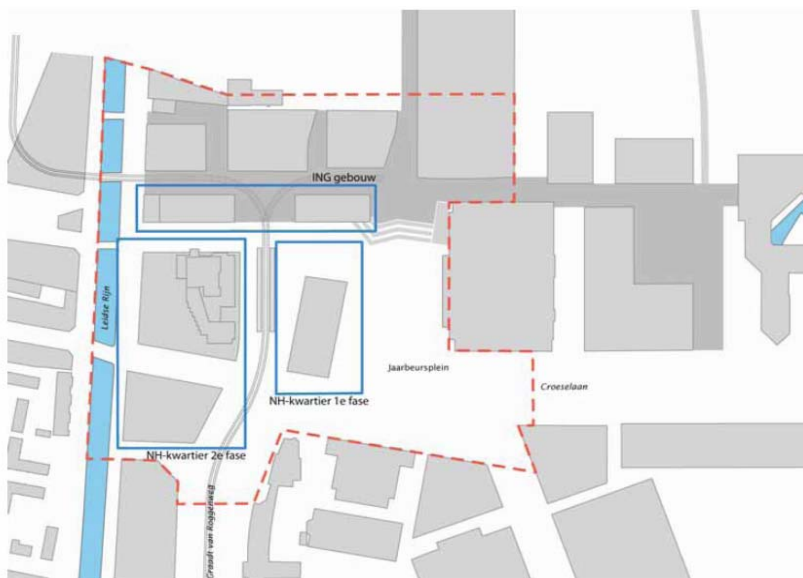 ING gebouw
Leidse Rijn
Jaarbeursplein
Croeselaan
NH-kwartier 1e fase
NH-kwartier 2e fase
Graadt van Roggenweg